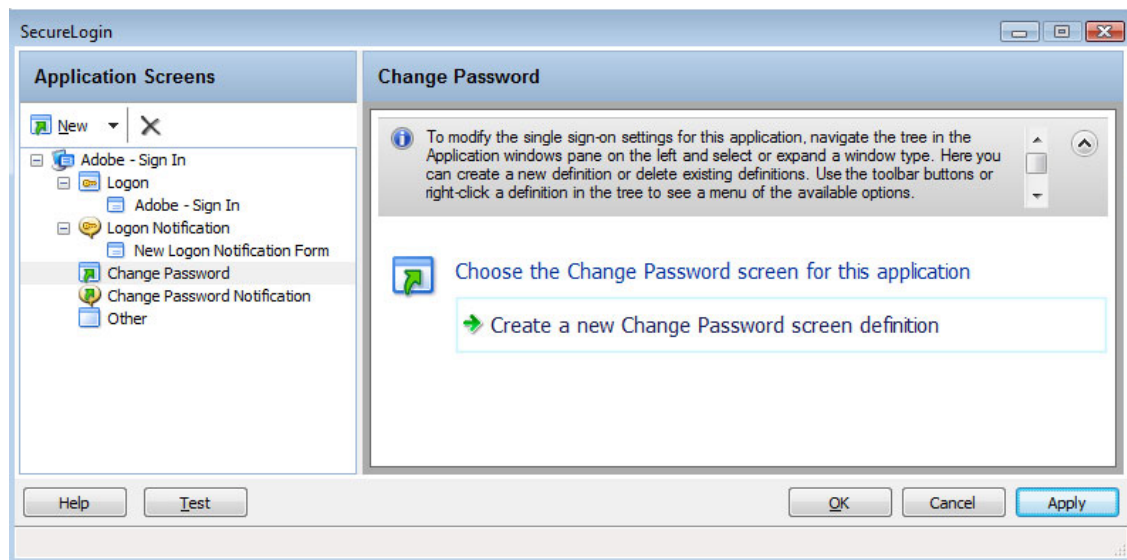 SecureLogin
Application Screens
New
Adobe - Sign In
Logon
Adobe - Sign In
Logon Notification
New Logon Notification Form
Change Password
Change Password Notification
Other
Change Password
To modify the single sign-on settings for this application, navigate the tree in the
Application windows pane on the left and select or expand a window type. Here you
can create a new definition or delete existing definitions. Use the toolbar buttons or
right-click a definition in the tree to see a menu of the available options.
Choose the Change Password screen for this application
Create a new Change Password screen definition
Help
Test
OK
Cancel
Apply